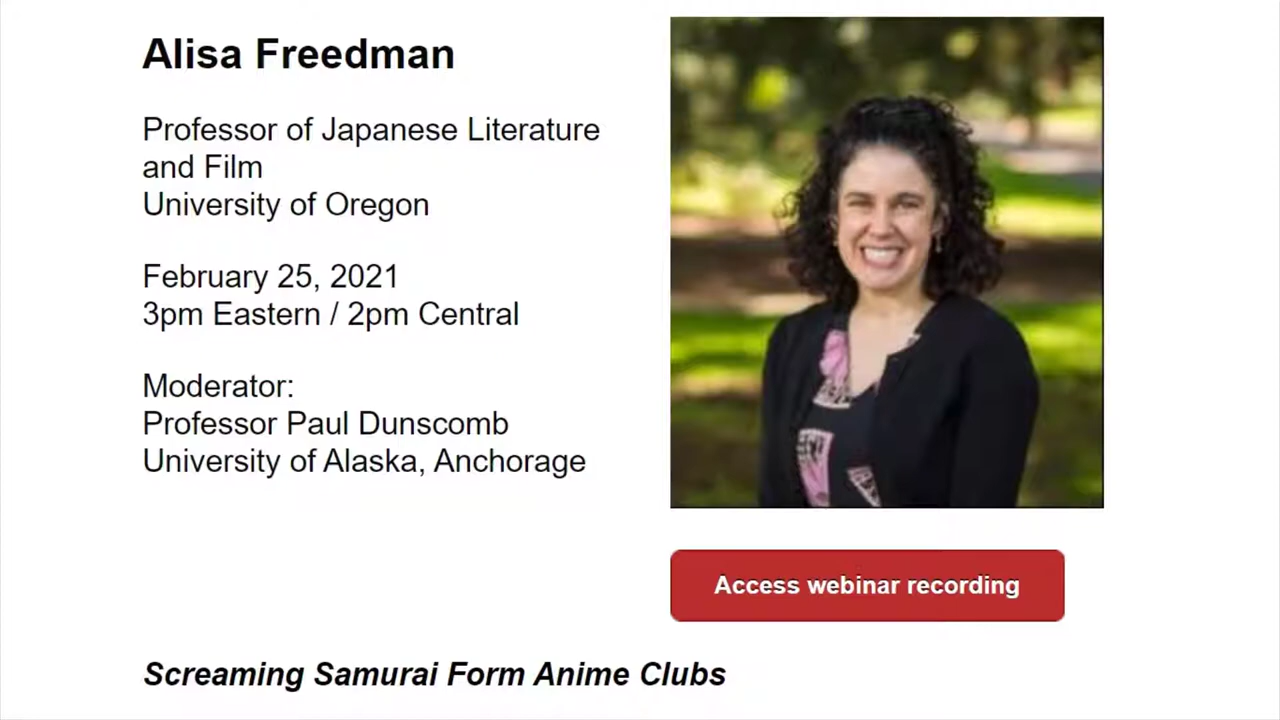 Alisa Freedman
Professor of Japanese Literature
and Film
University of Oregon
February 25, 2021
3pm Eastern / 2pm Central
Moderator:
Professor Paul Dunscomb
University of Alaska, Anchorage
Access webinar recording
Screaming Samurai Form Anime Clubs